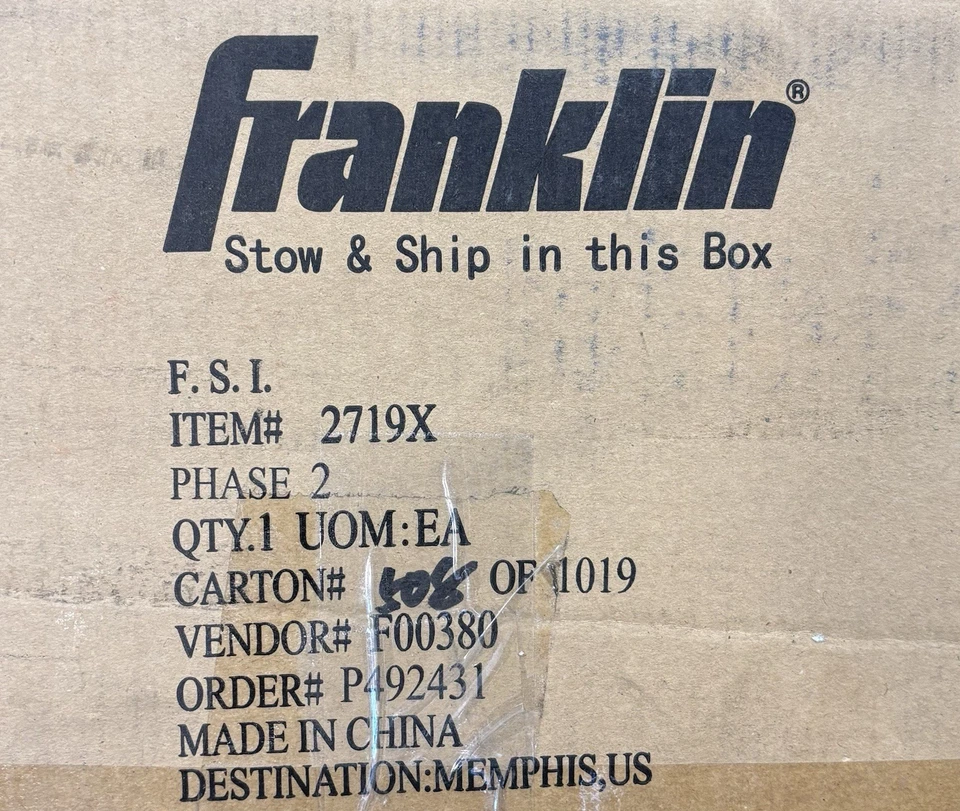 Franklin®
Stow & Ship in this Box
F. S. I.
ITEM# 2719X
PHASE 2
QTY.1 UOM:EA
CARTON# 508 OF 1019
VENDOR# F00380
ORDER# P492431
MADE IN CHINA
DESTINATION:MEMPHIS,US